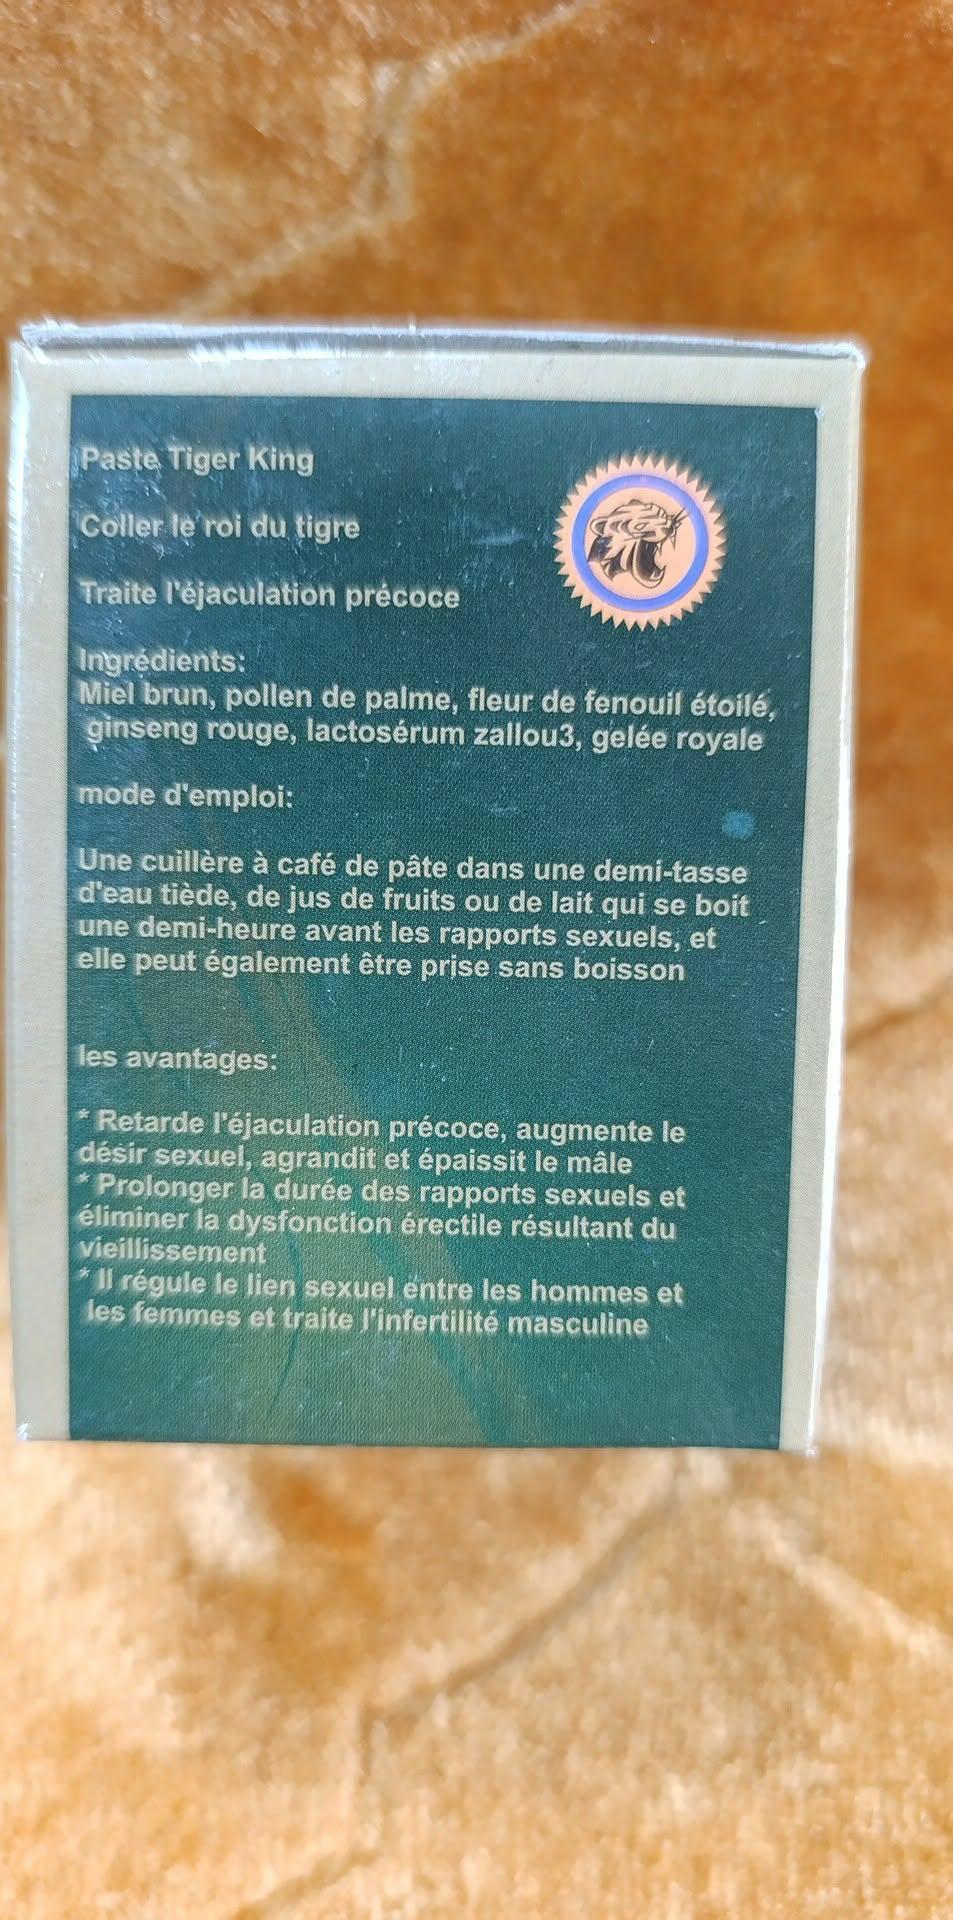 Paste Tiger King
Coller le roi du tigre
Traite l'éjaculation précoce
Ingrédients:
Miel brun, pollen de palme, fleur de fenouil étoilé,
ginseng rouge, lactosérum zallou3, gelée royale
mode d'emploi:
Une cuillère à café de pâte dans une demi-tasse
d'eau tiède, de jus de fruits ou de lait qui se boit
une demi-heure avant les rapports sexuels, et
elle peut également être prise sans boisson
les avantages:
* Retarde l'éjaculation précoce, augmente le
désir sexuel, agrandit et épaissit le mâle
* Prolonger la durée des rapports sexuels et
éliminer la dysfonction érectile résultant du
vieillissement
* Il régule le lien sexuel entre les hommes et
les femmes et traite l'infertilité masculine